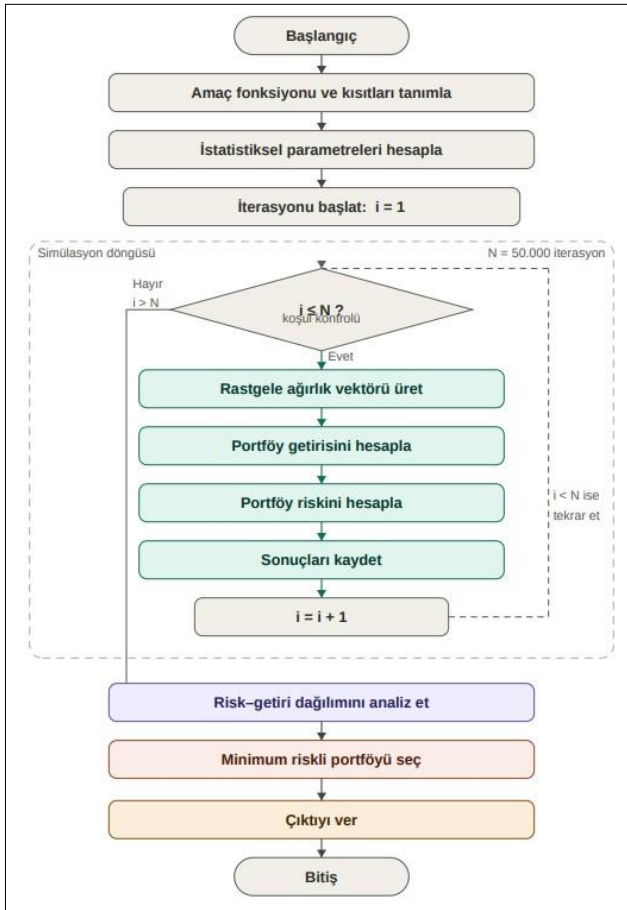 Başlangıç
Amaç fonksiyonu ve kısıtları tanımla
İstatistiksel parametreleri hesapla
İterasyonu başlat: i = 1
Simülasyon döngüsü
N = 50.000 iterasyon
Hayır
i > N
i ≤ N ?
koşul kontrolü
Evet
Rastgele ağırlık vektörü üret
Portföy getirisini hesapla
Portföy riskini hesapla
i < N ise
tekrar et
Sonuçları kaydet
i = i + 1
Risk–getiri dağılımını analiz et
Minimum riskli portföyü seç
Çıktıyı ver
Bitiş